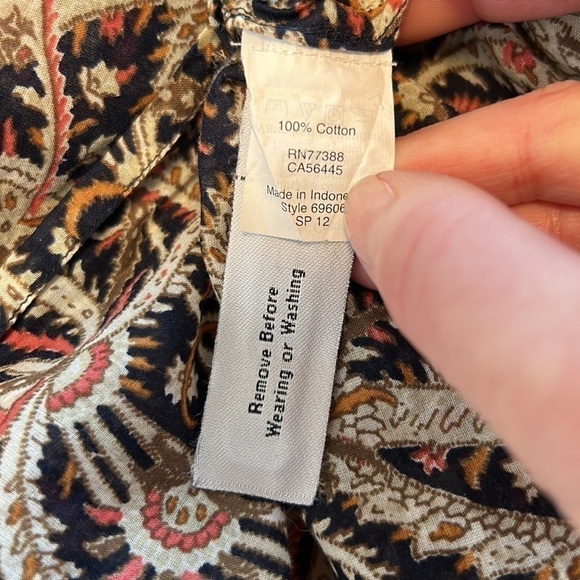 100% Cotton
RN77388
CA56445
Made in Indone
Style 69606
SP 12
Remove Before
Wearing or Washing